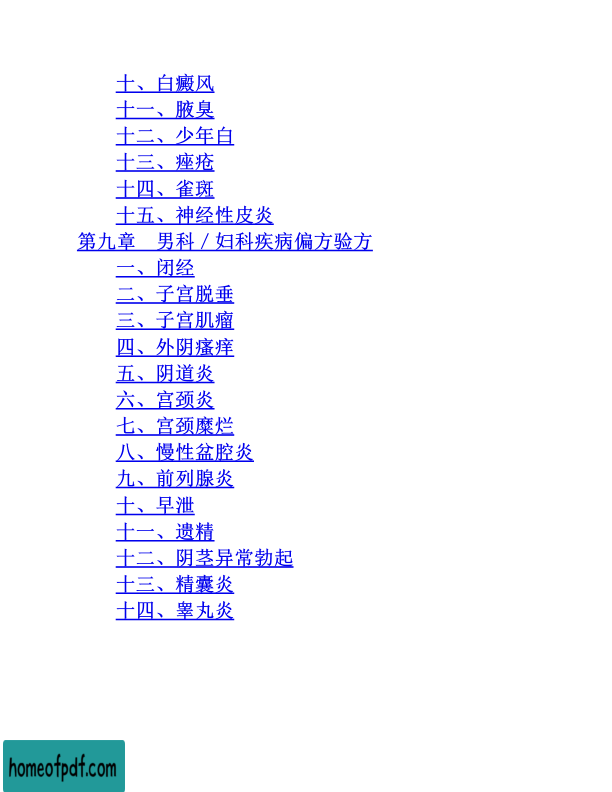 十、白癜风
十一、腋臭
十二、少年白
十三、痤疮
十四、雀斑
十五、神经性皮炎
第九章　男科／妇科疾病偏方验方
一、闭经
二、子宫脱垂
三、子宫肌瘤
四、外阴瘙痒
五、阴道炎
六、宫颈炎
七、宫颈糜烂
八、慢性盆腔炎
九、前列腺炎
十、早泄
十一、遗精
十二、阴茎异常勃起
十三、精囊炎
十四、睾丸炎
homeofpdf.com